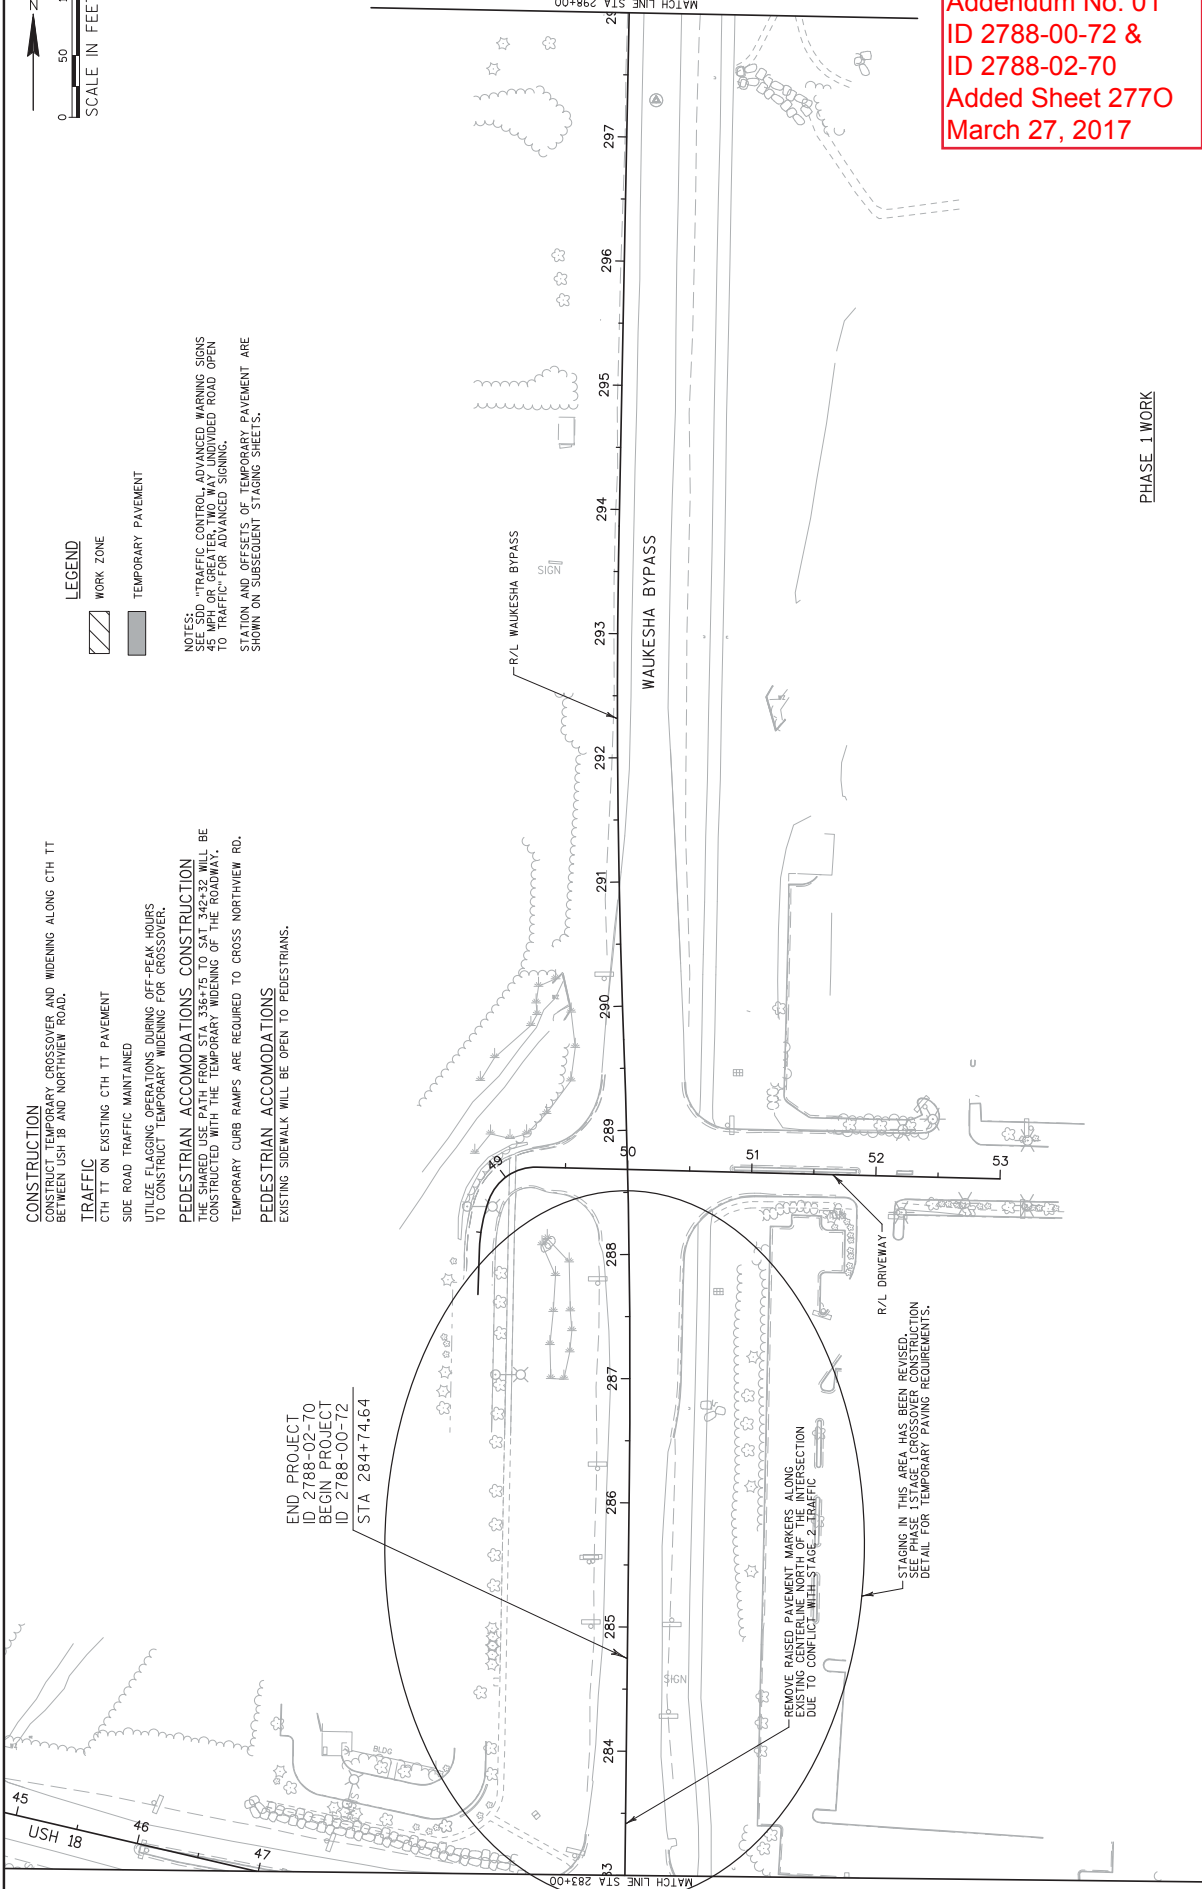 Addendum No. 01
ID 2788-00-72 &
ID 2788-02-70
Added Sheet 277O
March 27, 2017
N
0
50
SCALE IN FEET
CONSTRUCTION
CONSTRUCT TEMPORARY CROSSOVER AND WIDENING ALONG CTH TT
BETWEEN USH 18 AND NORTHVIEW ROAD.
TRAFFIC
CTH TT ON EXISTING CTH TT PAVEMENT
SIDE ROAD TRAFFIC MAINTAINED
UTILIZE FLAGGING OPERATIONS DURING OFF-PEAK HOURS
TO CONSTRUCT TEMPORARY WIDENING FOR CROSSOVER.
PEDESTRIAN ACCOMODATIONS CONSTRUCTION
THE SHARED USE PATH FROM STA 336+75 TO SAT 342+32 WILL BE
CONSTRUCTED WITH THE TEMPORARY WIDENING OF THE ROADWAY.
TEMPORARY CURB RAMPS ARE REQUIRED TO CROSS NORTHVIEW RD.
PEDESTRIAN ACCOMODATIONS
EXISTING SIDEWALK WILL BE OPEN TO PEDESTRIANS.
LEGEND
WORK ZONE
TEMPORARY PAVEMENT
NOTES:
SEE SDD "TRAFFIC CONTROL, ADVANCED WARNING SIGNS
45 MPH OR GREATER, TWO WAY UNDIVIDED ROAD OPEN
TO TRAFFIC" FOR ADVANCED SIGNING.
STATION AND OFFSETS OF TEMPORARY PAVEMENT ARE
SHOWN ON SUBSEQUENT STAGING SHEETS.
END PROJECT
ID 2788-02-70
BEGIN PROJECT
ID 2788-00-72
STA 284+74.64
45
USH 18
46
47
BLDG
MATCH LINE STA 283+00
284
285
286
287
288
289
290
291
292
293
294
295
296
297
MATCH LINE STA 298+00
49
50
51
52
53
R/L WAUKESHA BYPASS
SIGN
WAUKESHA BYPASS
SIGN
R/L DRIVEWAY
REMOVE RAISED PAVEMENT MARKERS ALONG
EXISTING CENTERLINE NORTH OF THE INTERSECTION
DUE TO CONFLICT WITH STAGE 2 TRAFFIC
STAGING IN THIS AREA HAS BEEN REVISED.
SEE PHASE 1 STAGE 1 CROSSOVER CONSTRUCTION
DETAIL FOR TEMPORARY PAVING REQUIREMENTS.
PHASE 1 WORK